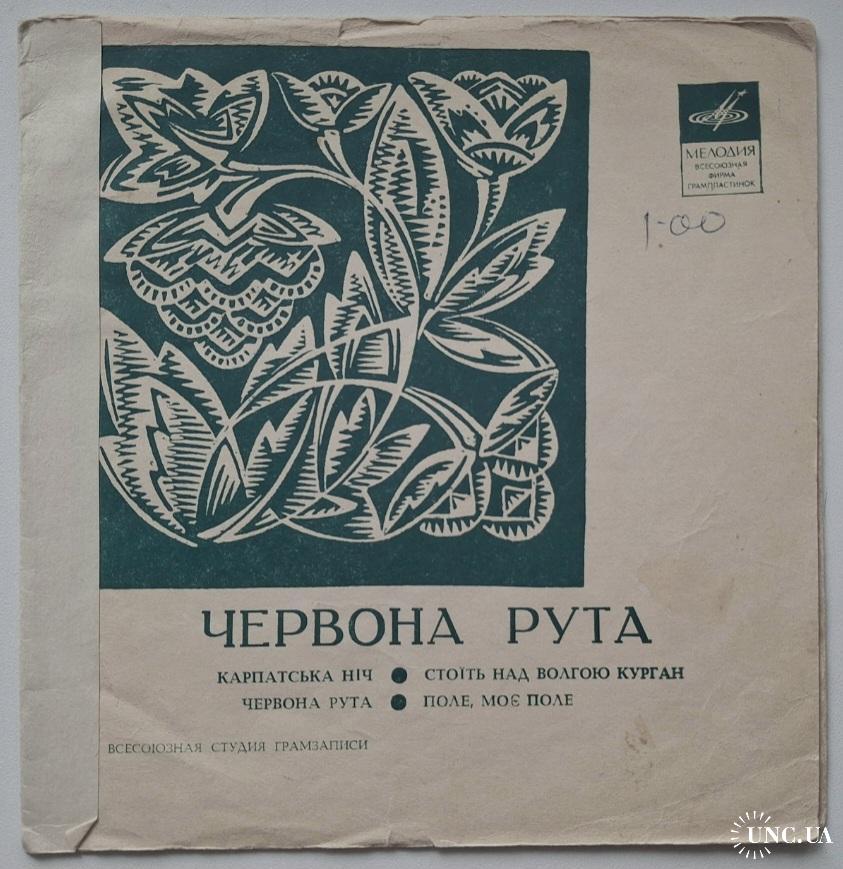 МЕЛОДИЯ
ВСЕСОЮЗНАЯ
ФИРМА
ГРАМПЛАСТИНОК
1-00
ЧЕРВОНА РУТА
КАРПАТСЬКА НІЧ ● СТОЇТЬ НАД ВОЛГОЮ КУРГАН
ЧЕРВОНА РУТА ● ПОЛЕ, МОЄ ПОЛЕ
ВСЕСОЮЗНАЯ СТУДИЯ ГРАМЗАПИСИ
UNC.UA